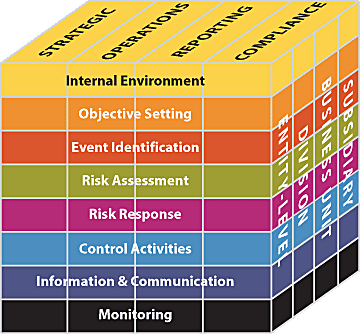 STRATEGIC
OPERATIONS
REPORTING
COMPLIANCE
Internal Environment
Objective Setting
Event Identification
Risk Assessment
Risk Response
Control Activities
Information & Communication
Monitoring
ENTITY-LEVEL
DIVISION
BUSINESS UNIT
SUBSIDIARY